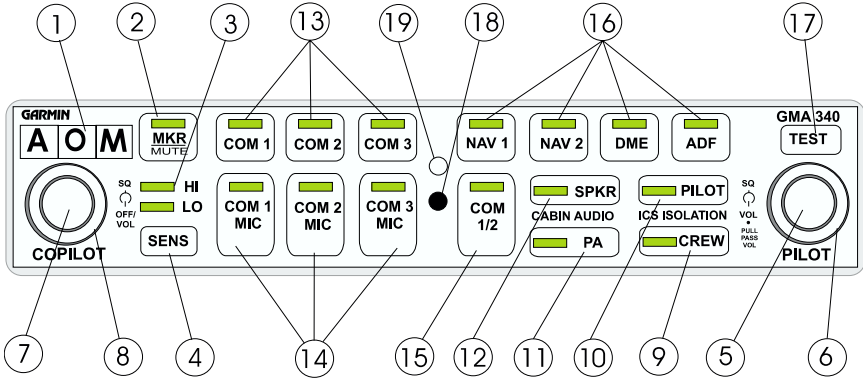 1 2 3 13 19 18 16 17
GARMIN GMA 340
A O M
MKR
MUTE
COM 1 COM 2 COM 3 NAV 1 NAV 2 DME ADF TEST
SQ HI
OFF/
VOL
LO
SENS
COPILOT
COM 1
MIC
COM 2
MIC
COM 3
MIC
COM
1/2
SPKR
CABIN AUDIO
PA
PILOT
ICS ISOLATION
CREW
SQ
VOL
•
PULL
PASS
VOL
PILOT
7 8 4 14 15 12 11 10 9 5 6